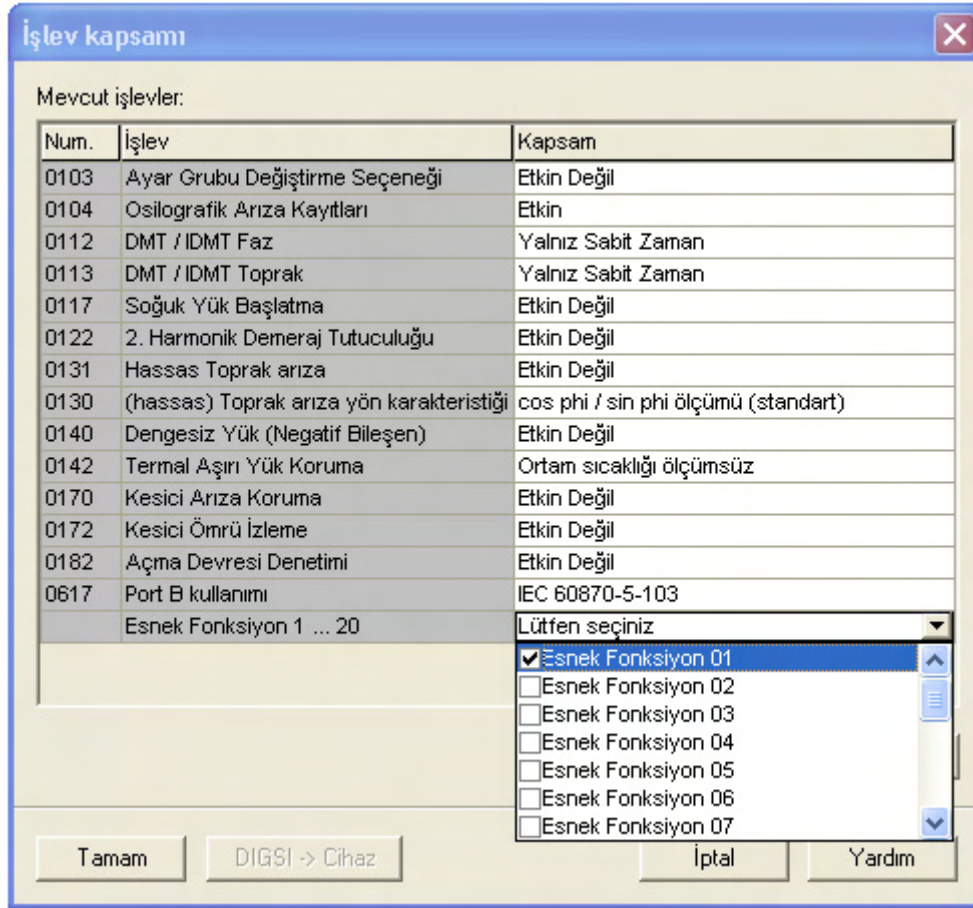 İşlev kapsamı
Mevcut işlevler:
Num. İşlev Kapsam
0103 Ayar Grubu Değiştirme Seçeneği Etkin Değil
0104 Osilografik Arıza Kayıtları Etkin
0112 DMT / IDMT Faz Yalnız Sabit Zaman
0113 DMT / IDMT Toprak Yalnız Sabit Zaman
0117 Soğuk Yük Başlatma Etkin Değil
0122 2. Harmonik Demeraj Tutuculuğu Etkin Değil
0131 Hassas Toprak arıza Etkin Değil
0130 (hassas) Toprak arıza yön karakteristiği cos phi / sin phi ölçümü (standart)
0140 Dengesiz Yük (Negatif Bileşen) Etkin Değil
0142 Termal Aşırı Yük Koruma Ortam sıcaklığı ölçümsüz
0170 Kesici Arıza Koruma Etkin Değil
0172 Kesici Ömrü İzleme Etkin Değil
0182 Açma Devresi Denetimi Etkin Değil
0617 Port B kullanımı IEC 60870-5-103
Esnek Fonksiyon 1 ... 20 Lütfen seçiniz
Esnek Fonksiyon 01
Esnek Fonksiyon 02
Esnek Fonksiyon 03
Esnek Fonksiyon 04
Esnek Fonksiyon 05
Esnek Fonksiyon 06
Esnek Fonksiyon 07
Tamam DIGSI -> Cihaz İptal Yardım